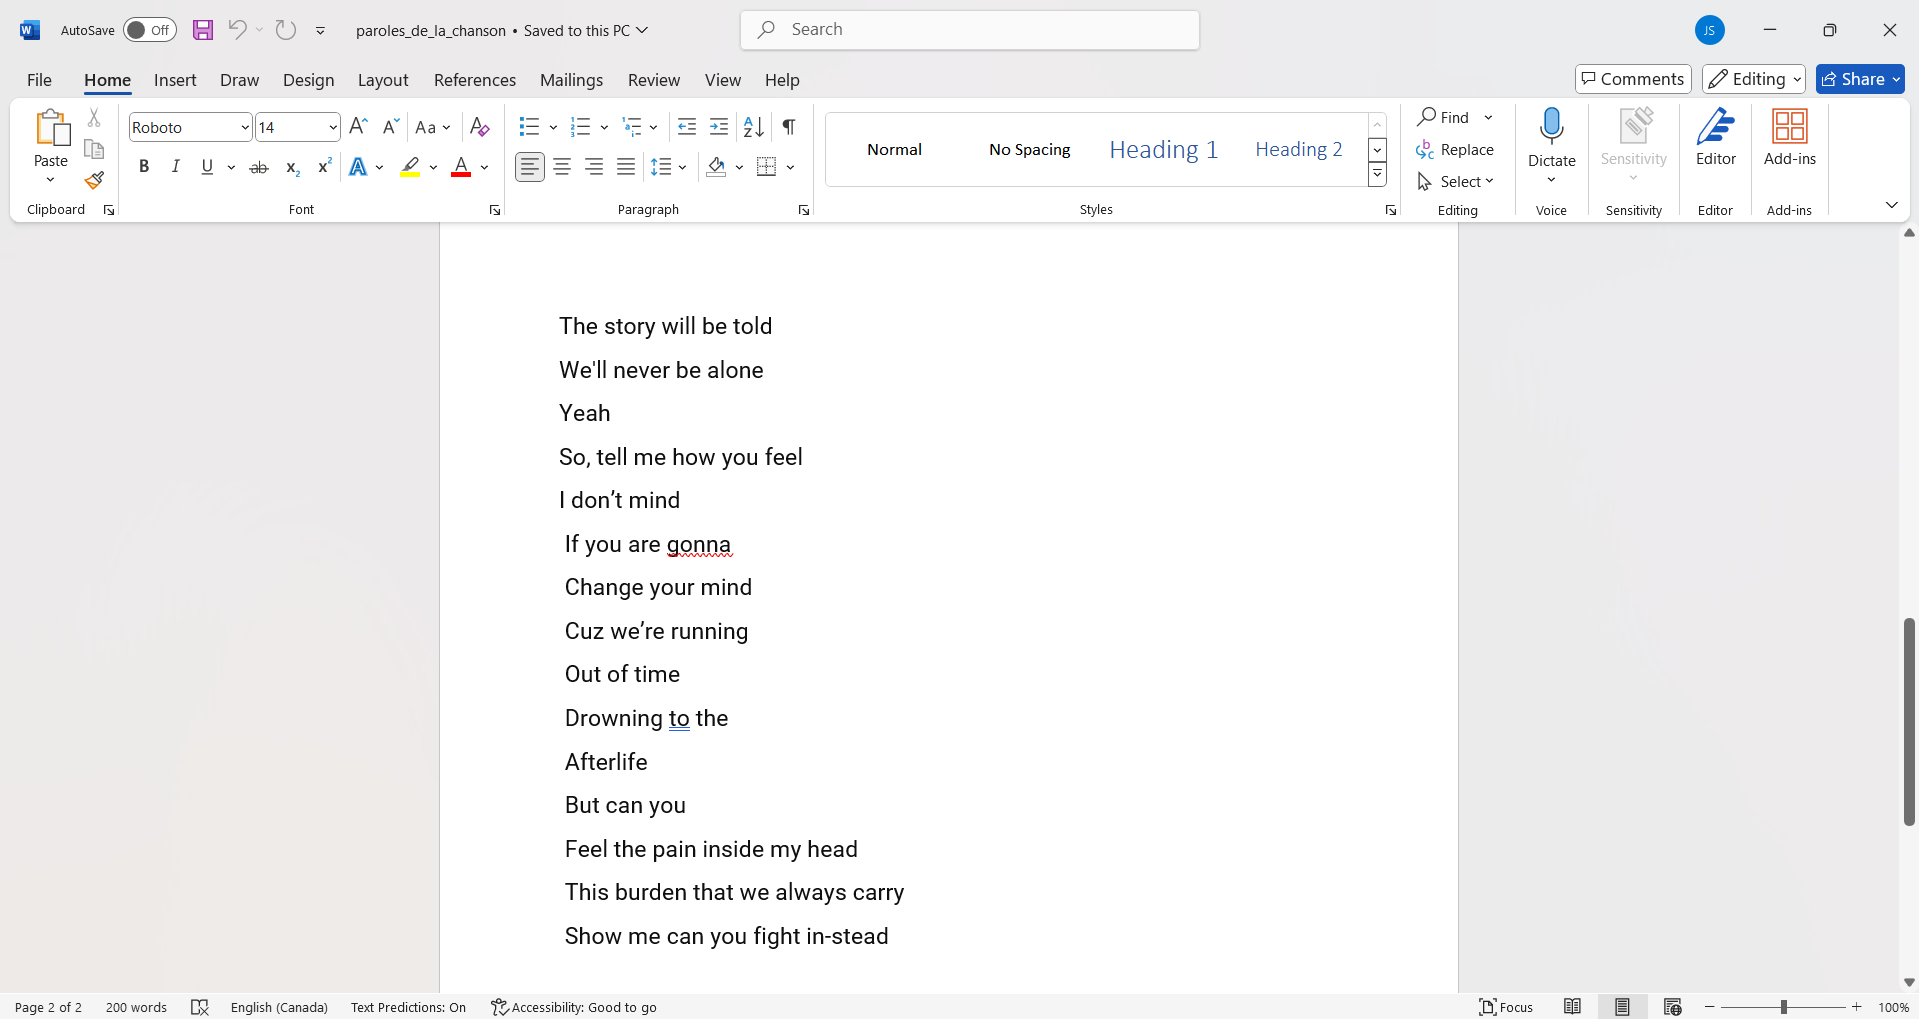 AutoSave Off paroles_de_la_chanson • Saved to this PC Search JS
File Home Insert Draw Design Layout References Mailings Review View Help Comments Editing Share
Paste Roboto 14 Aa Normal No Spacing Heading 1 Heading 2 Find Replace Select Dictate Sensitivity Editor Add-ins
Clipboard Font Paragraph Styles Editing Voice Sensitivity Editor Add-ins
The story will be told
We'll never be alone
Yeah
So, tell me how you feel
I don’t mind
If you are gonna
Change your mind
Cuz we’re running
Out of time
Drowning to the
Afterlife
But can you
Feel the pain inside my head
This burden that we always carry
Show me can you fight in-stead
Page 2 of 2 200 words English (Canada) Text Predictions: On Accessibility: Good to go Focus 100%